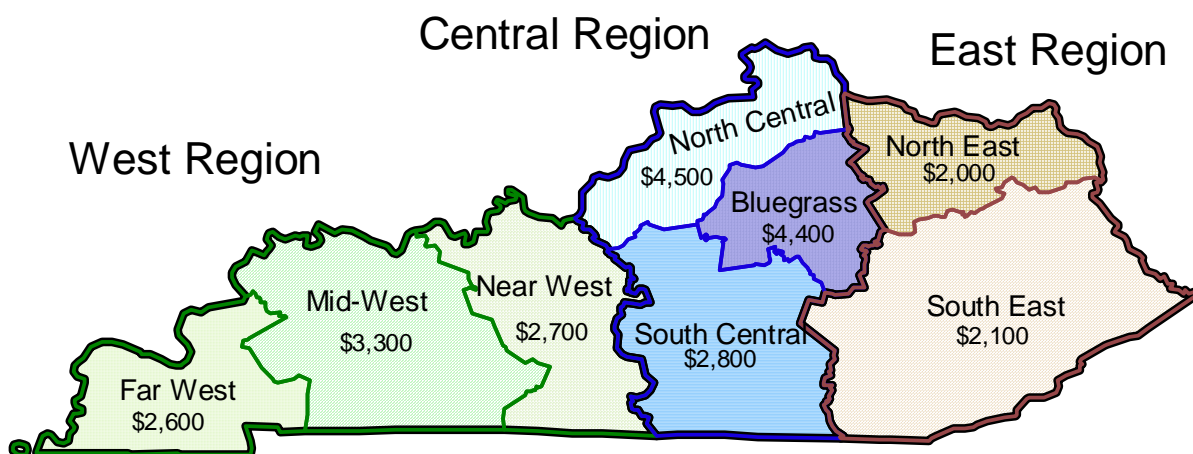 Central Region
East Region
West Region
North Central
$4,500
North East
$2,000
Bluegrass
$4,400
Near West
$2,700
Mid-West
$3,300
South East
$2,100
South Central
$2,800
Far West
$2,600